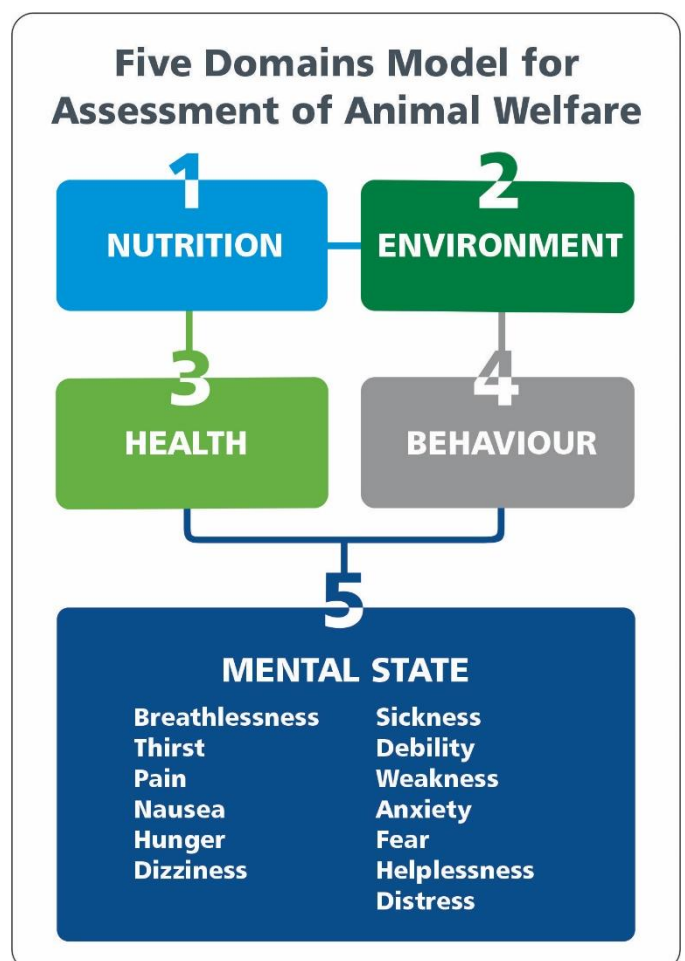 Five Domains Model for
Assessment of Animal Welfare
1
NUTRITION
2
ENVIRONMENT
3
HEALTH
4
BEHAVIOUR
5
MENTAL STATE
Breathlessness
Thirst
Pain
Nausea
Hunger
Dizziness
Sickness
Debility
Weakness
Anxiety
Fear
Helplessness
Distress